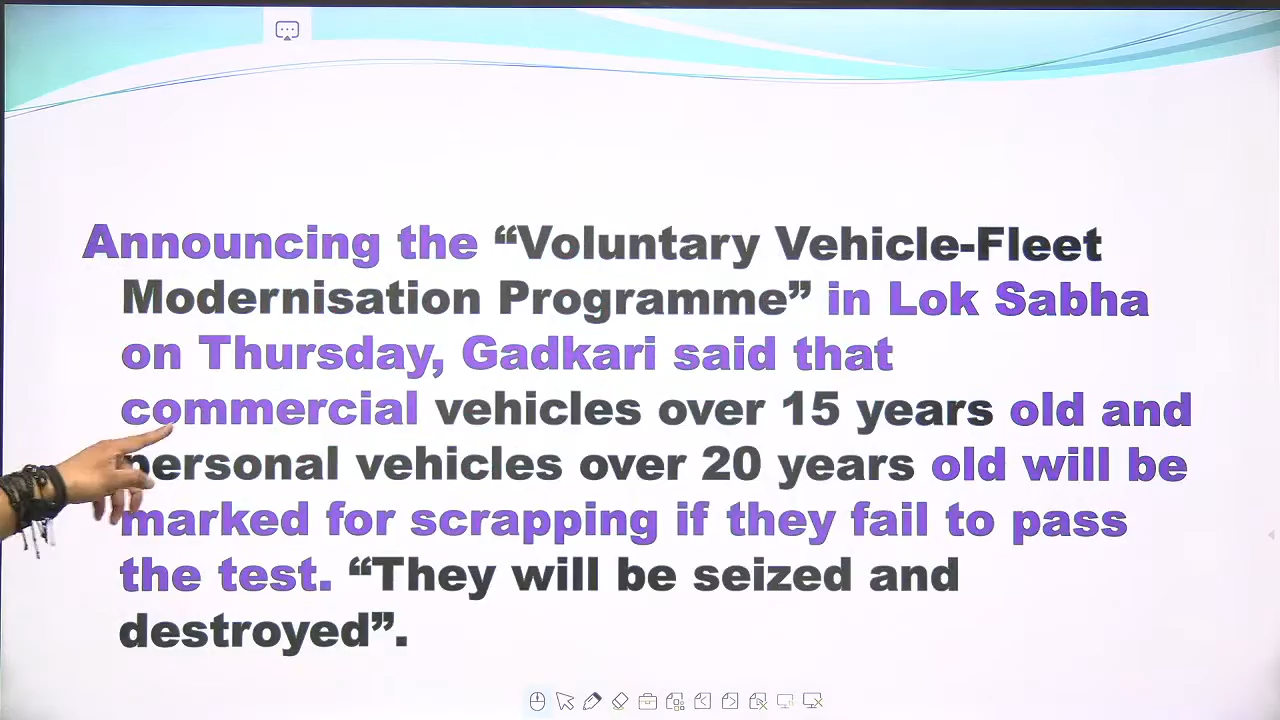 Announcing the “Voluntary Vehicle-Fleet
Modernisation Programme” in Lok Sabha
on Thursday, Gadkari said that
commercial vehicles over 15 years old and
personal vehicles over 20 years old will be
marked for scrapping if they fail to pass
the test. “They will be seized and
destroyed”.